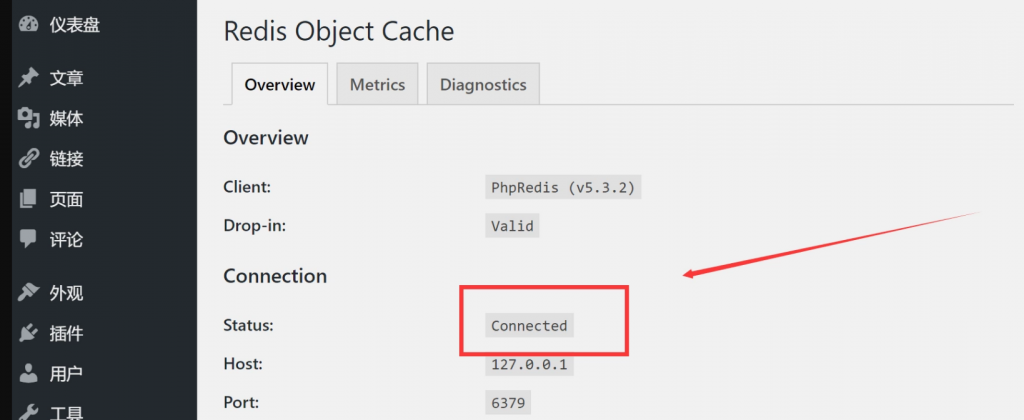 仪表盘
文章
媒体
链接
页面
评论
外观
插件
用户
工具
Redis Object Cache
Overview Metrics Diagnostics
Overview
Client: PhpRedis (v5.3.2)
Drop-in: Valid
Connection
Status: Connected
Host: 127.0.0.1
Port: 6379